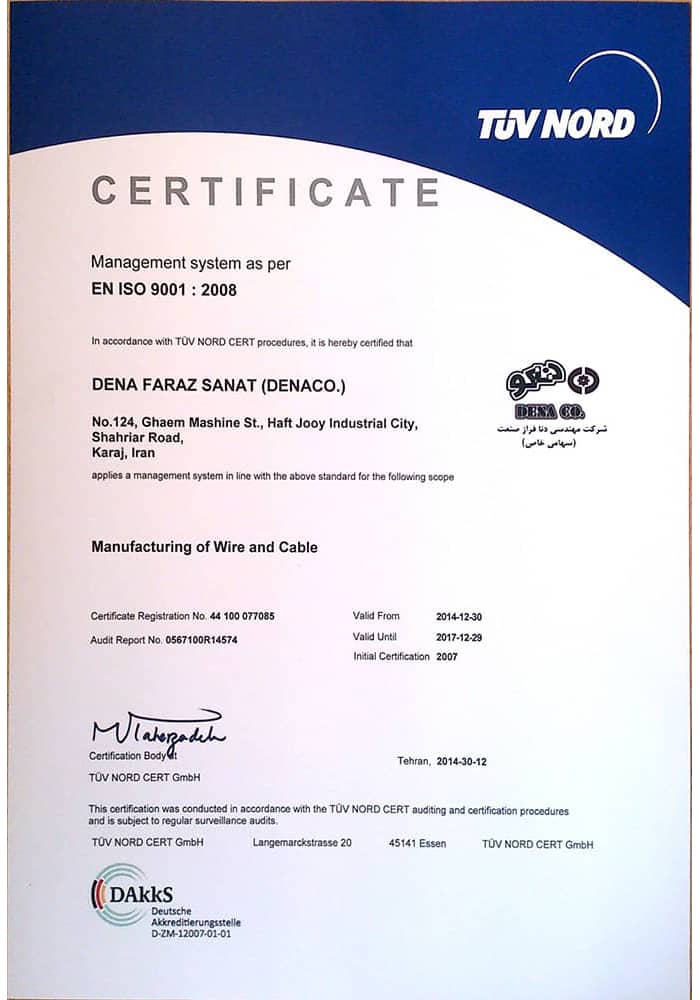 TÜV NORD
CERTIFICATE
Management system as per
EN ISO 9001 : 2008
In accordance with TÜV NORD CERT procedures, it is hereby certified that
DENA FARAZ SANAT (DENACO.)
No.124, Ghaem Mashine St., Haft Jooy Industrial City,
Shahriar Road,
Karaj, Iran
دنکو
DENA CO.
شرکت مهندسی دنا فراز صنعت
(سهامی خاص)
applies a management system in line with the above standard for the following scope
Manufacturing of Wire and Cable
Certificate Registration No. 44 100 077085
Audit Report No. 0567100R14574
Valid From 2014-12-30
Valid Until 2017-12-29
Initial Certification 2007
M Taherzadeh
Certification Body at
TÜV NORD CERT GmbH
Tehran, 2014-30-12
This certification was conducted in accordance with the TÜV NORD CERT auditing and certification procedures
and is subject to regular surveillance audits.
TÜV NORD CERT GmbH Langemarckstrasse 20 45141 Essen TÜV NORD CERT GmbH
DAkkS
Deutsche
Akkreditierungsstelle
D-ZM-12007-01-01